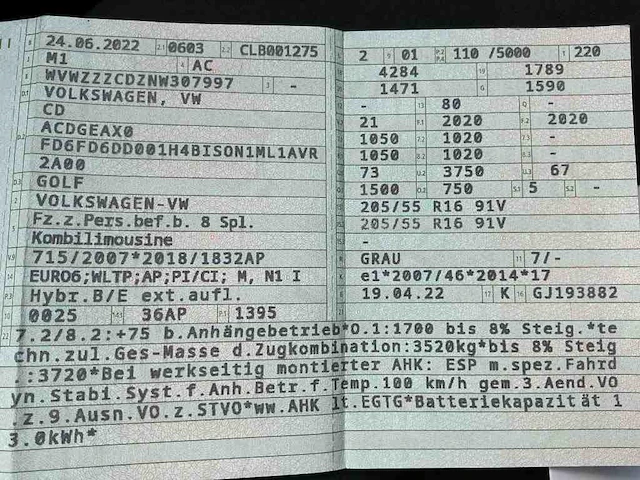 24.06.2022 0603 CLB001275
M1 AC
WVWZZZCDZNW307997 -
VOLKSWAGEN, VW
CD
ACDGEAX0
FD6FD6DD001H4BISON1ML1AVR
2A00
GOLF
VOLKSWAGEN-VW
Fz.z.Pers.bef.b. 8 Spl.
Kombilimousine
715/2007*2018/1832AP
EURO6;WLTP;AP;PI/CI; M, N1 I
Hybr.B/E ext.aufl.
0025 36AP 1395
2 01 110 /5000 220
4284 1789
1471 1590
- 80 -
21 1020 2020
1050 1020 -
1050 1020 -
73 3750 67
1500 750 5 -
205/55 R16 91V
205/55 R16 91V
-
GRAU 7/-
e1*2007/46*2014*17
19.04.22 K GJ193882
7.2/8.2:+75 b.Anhängebetrieb*O.1:1700 bis 8% Steig.*te
chn.zul.Ges-Masse d.Zugkombination:3520kg*bis 8% Steig
.:3720*Bei werkseitig montierter AHK: ESP m.spez.Fahrd
yn.Stabi.Syst.f.Anh.Betr.f.Temp.100 km/h gem.3.Aend.VO
.z.9.Ausn.VO.z.STVO*ww.AHK lt.EGTG*Batteriekapazität 1
3.0kWh*